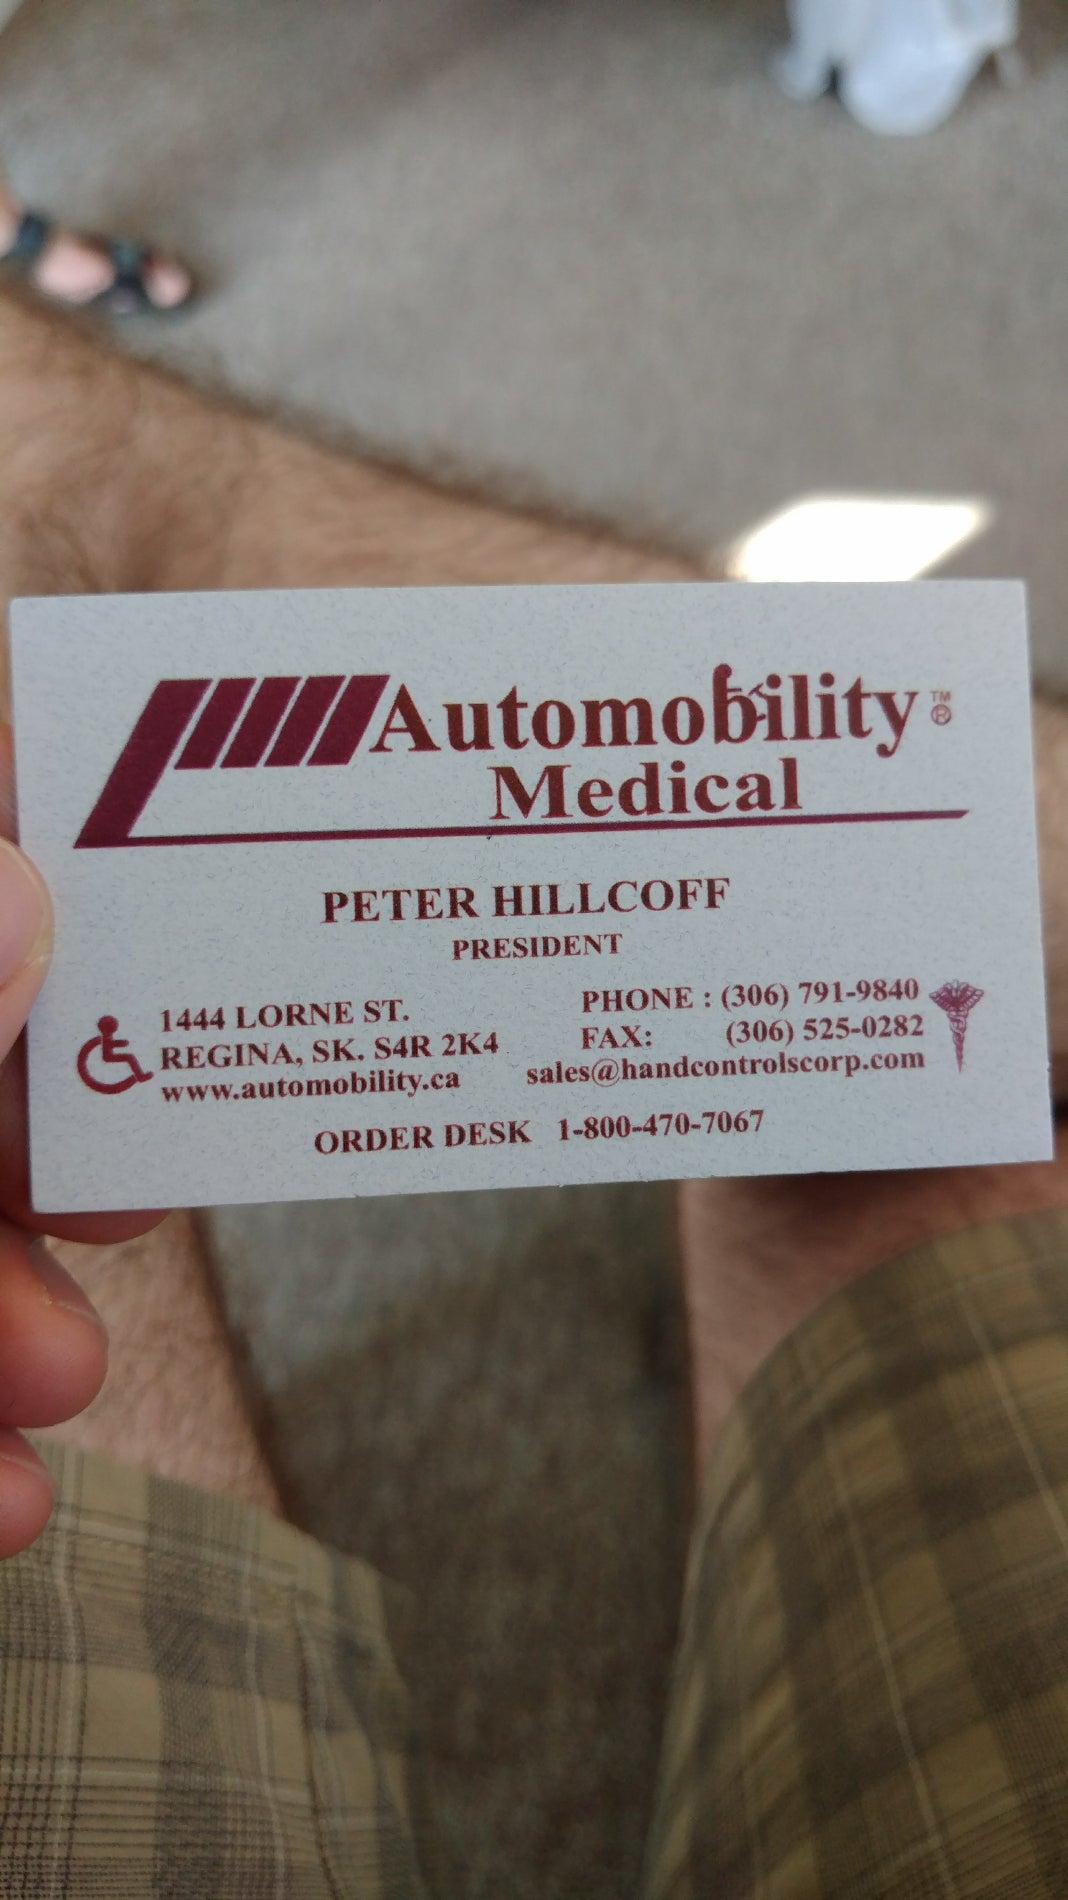 Automobility ™®
Medical
PETER HILLCOFF
PRESIDENT
1444 LORNE ST.
REGINA, SK. S4R 2K4
www.automobility.ca
PHONE : (306) 791-9840
FAX: (306) 525-0282
sales@handcontrolscorp.com
ORDER DESK 1-800-470-7067